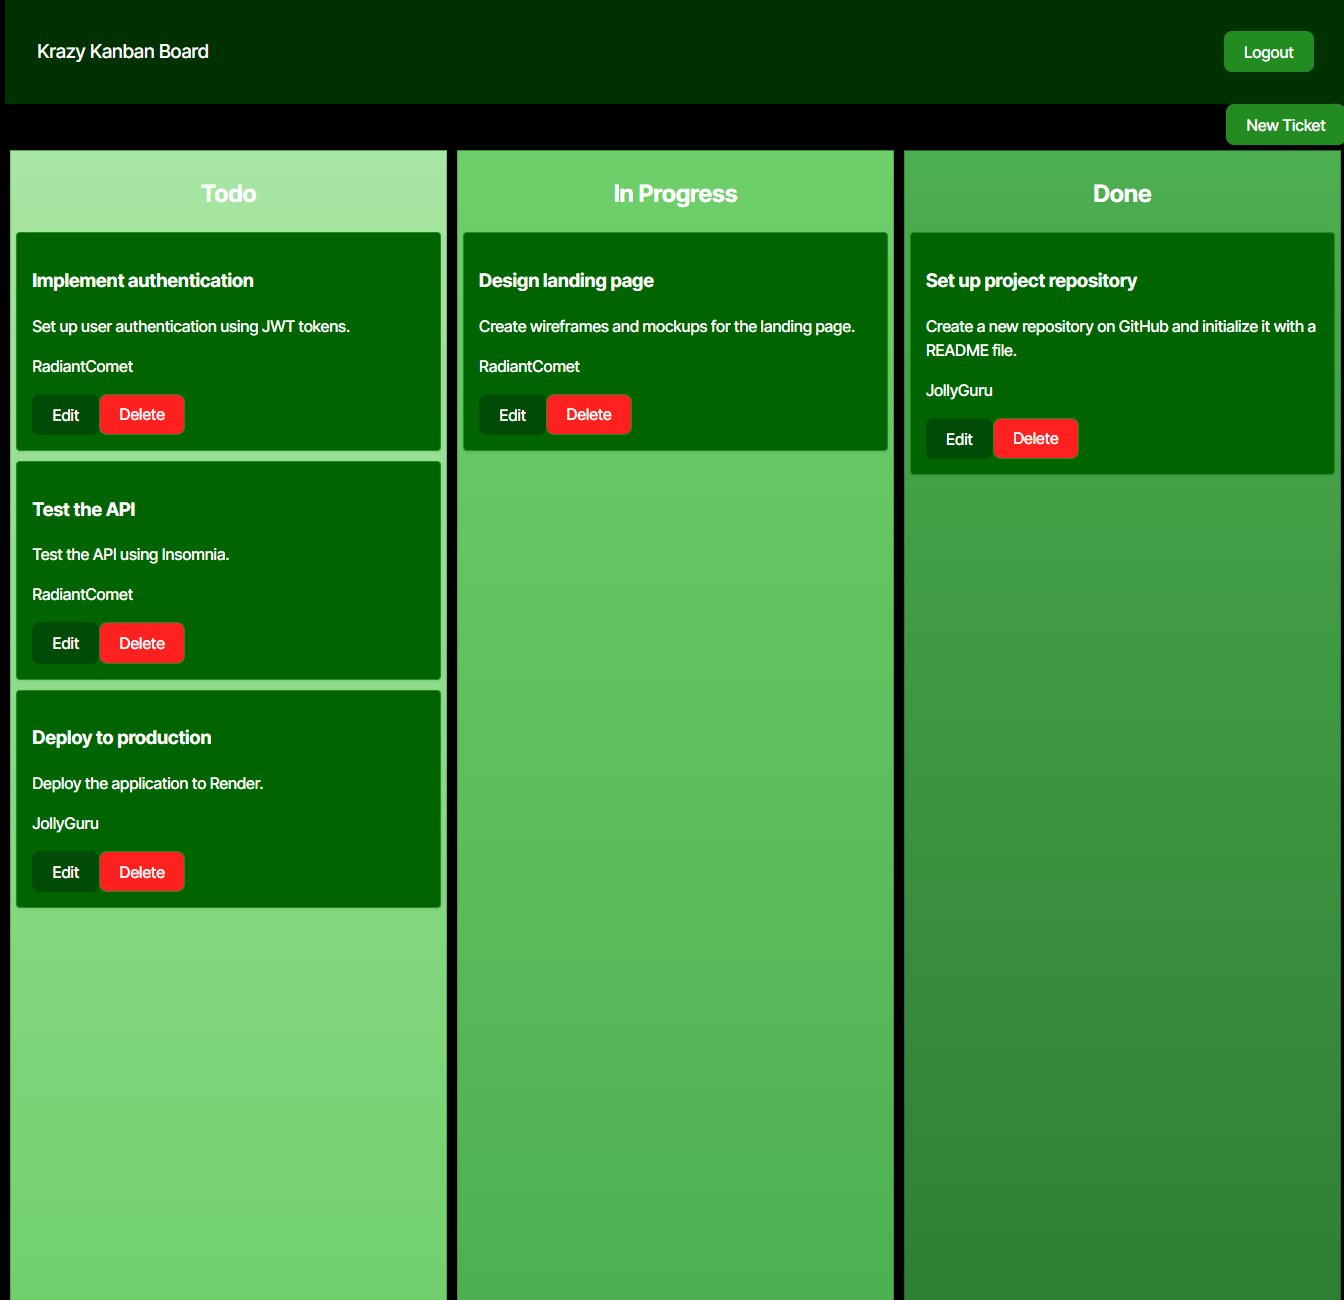 Krazy Kanban Board
Logout
New Ticket
Todo
Implement authentication
Set up user authentication using JWT tokens.
RadiantComet
Edit
Delete
Test the API
Test the API using Insomnia.
RadiantComet
Edit
Delete
Deploy to production
Deploy the application to Render.
JollyGuru
Edit
Delete
In Progress
Design landing page
Create wireframes and mockups for the landing page.
RadiantComet
Edit
Delete
Done
Set up project repository
Create a new repository on GitHub and initialize it with a
README file.
JollyGuru
Edit
Delete